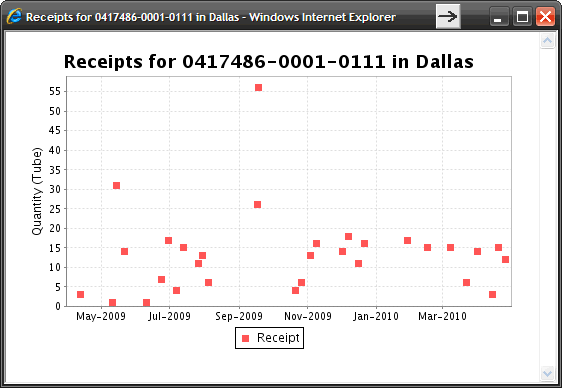 Receipts for 0417486-0001-0111 in Dallas - Windows Internet Explorer
Receipts for 0417486-0001-0111 in Dallas
Quantity (Tube)
55
50
45
40
35
30
25
20
15
10
5
0
May-2009 Jul-2009 Sep-2009 Nov-2009 Jan-2010 Mar-2010
Receipt